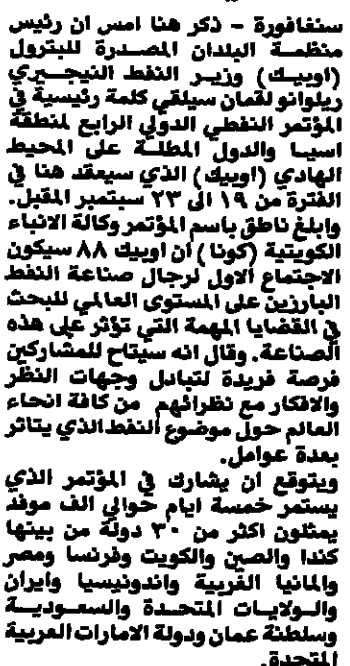 سنغافورة - ذكر هنا امس ان رئيس
منظمة البلدان المصدرة للبترول
(اوبيك) وزير النفط النيجيري
ريلوانو لقمان سيلقي كلمة رئيسية في
المؤتمر النفطي الدولي الرابع لمنطقة
اسيا والدول المطلة على المحيط
الهادي (اوبيك) الذي سيعقد هنا في
الفترة من ١٩ الى ٢٣ سبتمبر المقبل.
وابلغ ناطق باسم المؤتمر وكالة الانباء
الكويتية (كونا) ان اوبيك ٨٨ سيكون
الاجتماع الاول لرجال صناعة النفط
البارزين على المستوى العالمي للبحث
في القضايا المهمة التي تؤثر على هذه
الصناعة. وقال انه سيتاح للمشاركين
فرصة فريدة لتبادل وجهات النظر
والافكار مع نظرائهم من كافة انحاء
العالم حول موضوع النفط الذي يتاثر
بعدة عوامل.
ويتوقع ان يشارك في المؤتمر الذي
يستمر خمسة ايام حوالي الف موفد
يمثلون اكثر من ٣٠ دولة من بينها
كندا والصين والكويت وفرنسا ومصر
والمانيا الغربية واندونيسيا وايران
والولايات المتحدة والسعودية
وسلطنة عمان ودولة الامارات العربية
المتحدة.